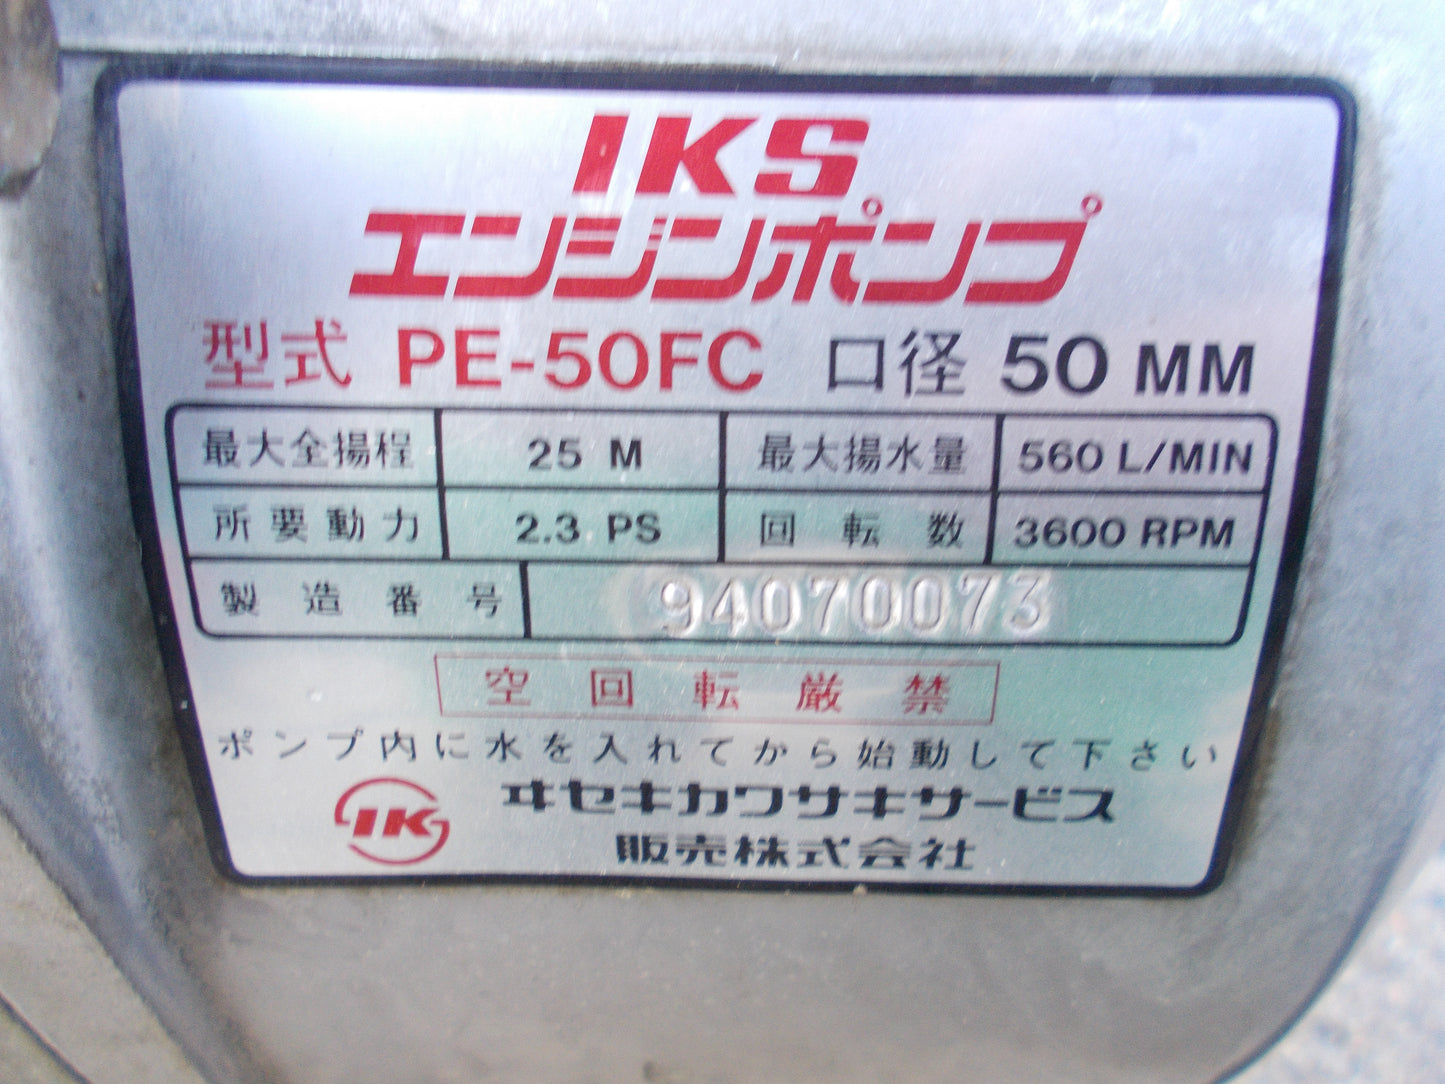 IKS
エンジンポンプ
型式 PE-50FC 口径 50 MM
最大全揚程 25 M 最大揚水量 560 L/MIN
所要動力 2.3 PS 回転数 3600 RPM
製造番号 94070073
空回転厳禁
ポンプ内に水を入れてから始動して下さい
IK ヰセキカワサキサービス
販売株式会社